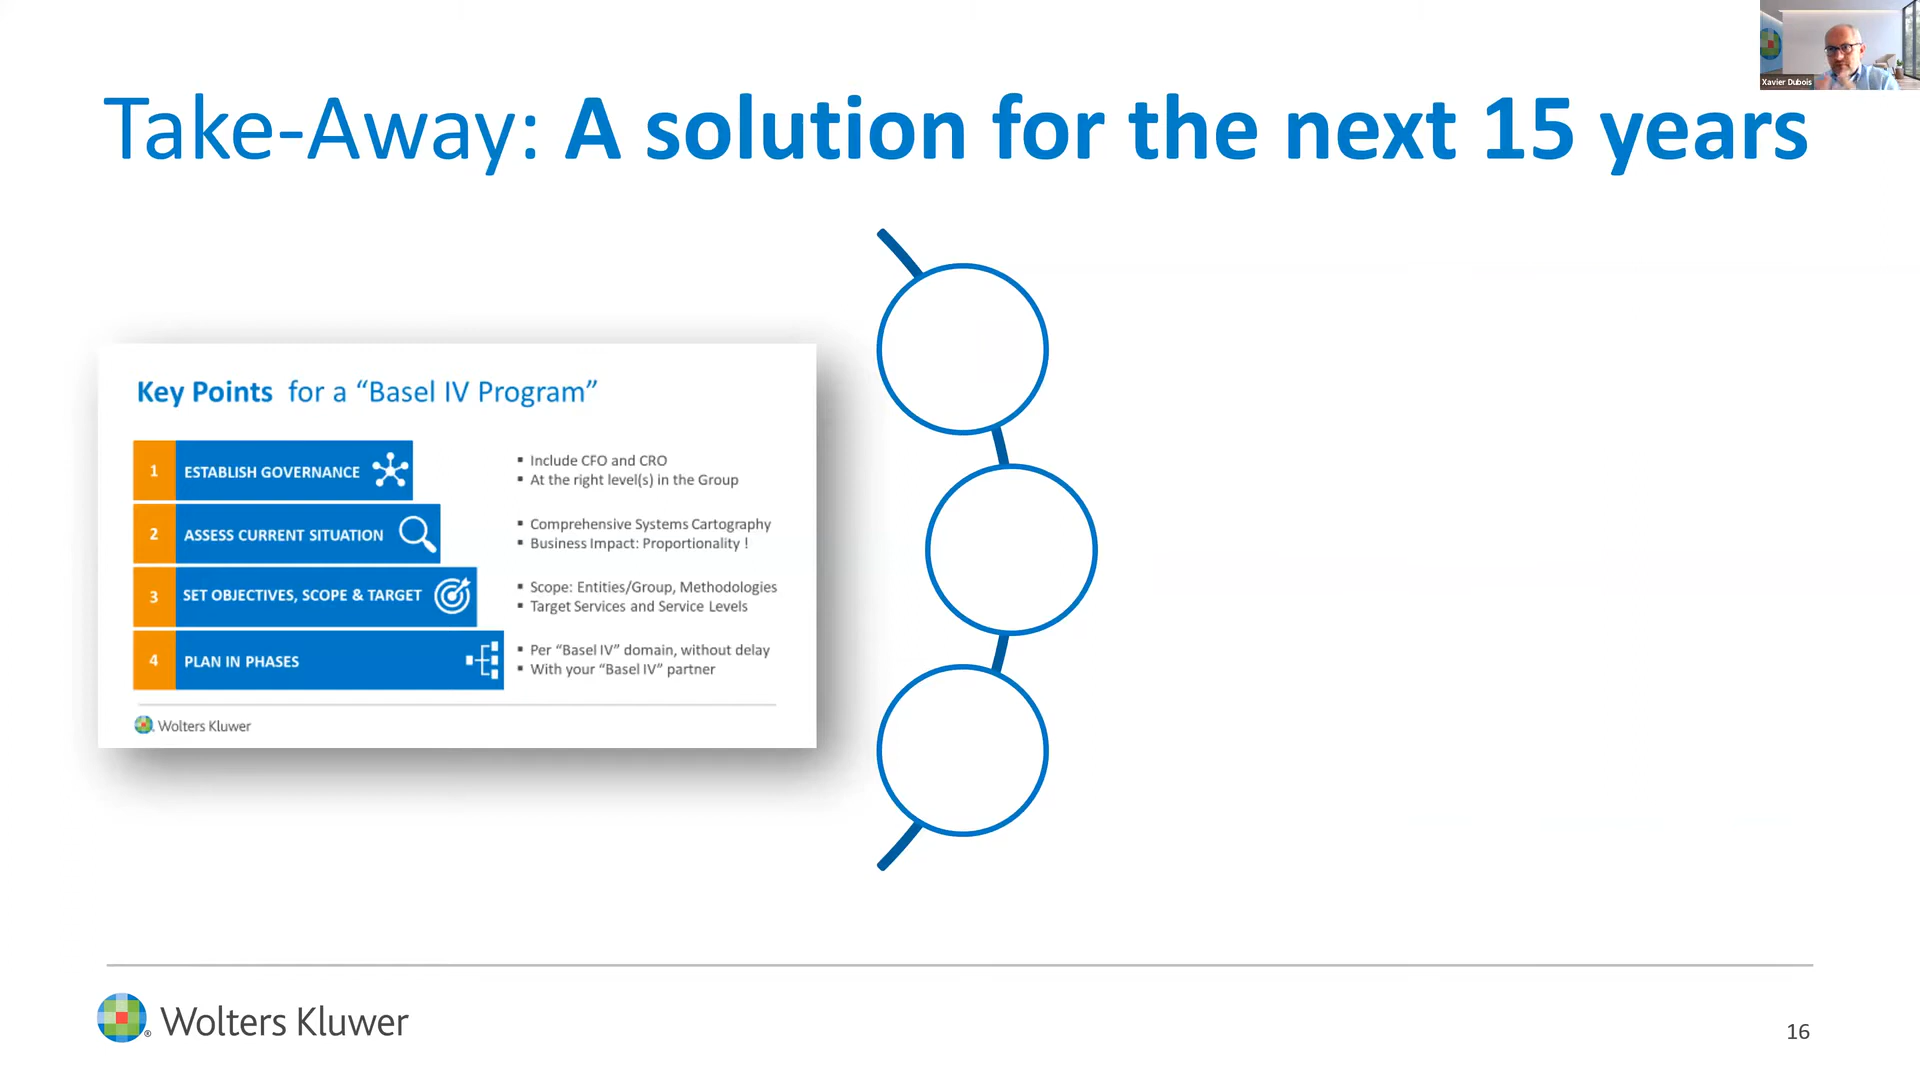 Xavier Dubois
Take-Away: A solution for the next 15 years
Key Points for a “Basel IV Program”
1 ESTABLISH GOVERNANCE
▪ Include CFO and CRO
▪ At the right level(s) in the Group
2 ASSESS CURRENT SITUATION
▪ Comprehensive Systems Cartography
▪ Business Impact: Proportionality !
3 SET OBJECTIVES, SCOPE & TARGET
▪ Scope: Entities/Group, Methodologies
▪ Target Services and Service Levels
4 PLAN IN PHASES
▪ Per “Basel IV” domain, without delay
▪ With your “Basel IV” partner
Wolters Kluwer
® Wolters Kluwer
16